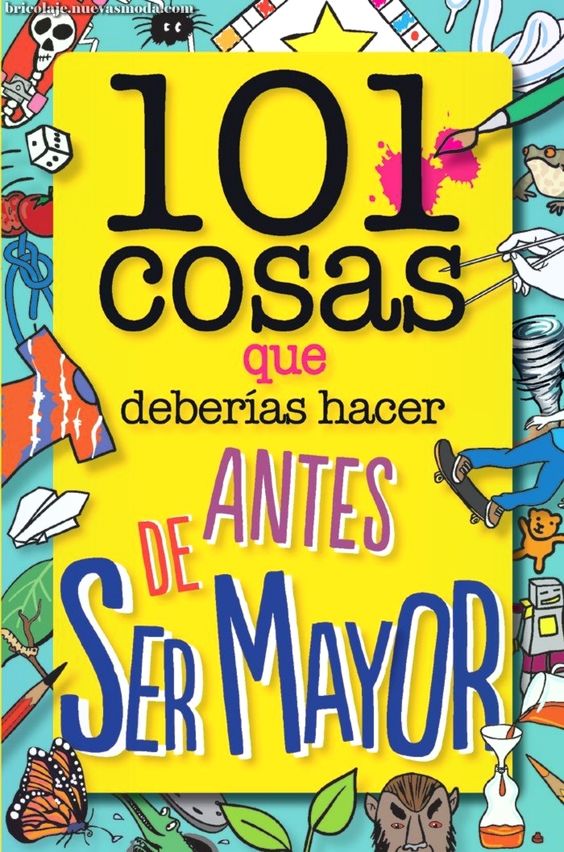 bricolaje.nuevasmoda.com
101
cosas
que
deberías hacer
ANTES
DE
SER MAYOR